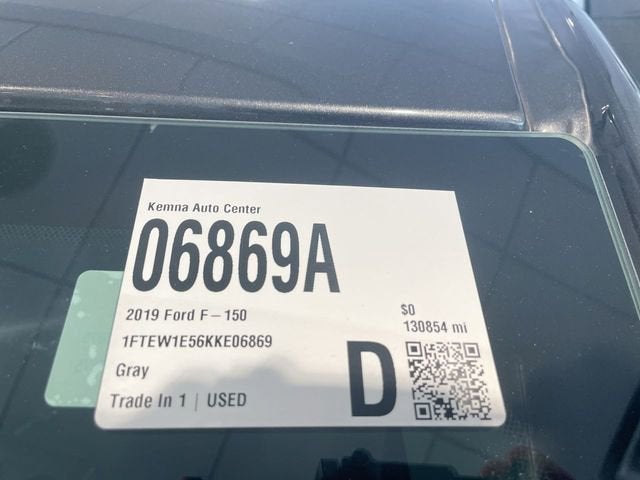 Kemna Auto Center
06869A
2019 Ford F-150
$0
130854 mi
1FTEW1E56KKE06869
Gray
D
Trade In 1 | USED